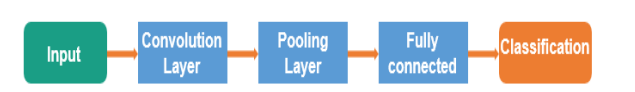 Input
Convolution
Layer
Pooling
Layer
Fully
connected
Classification